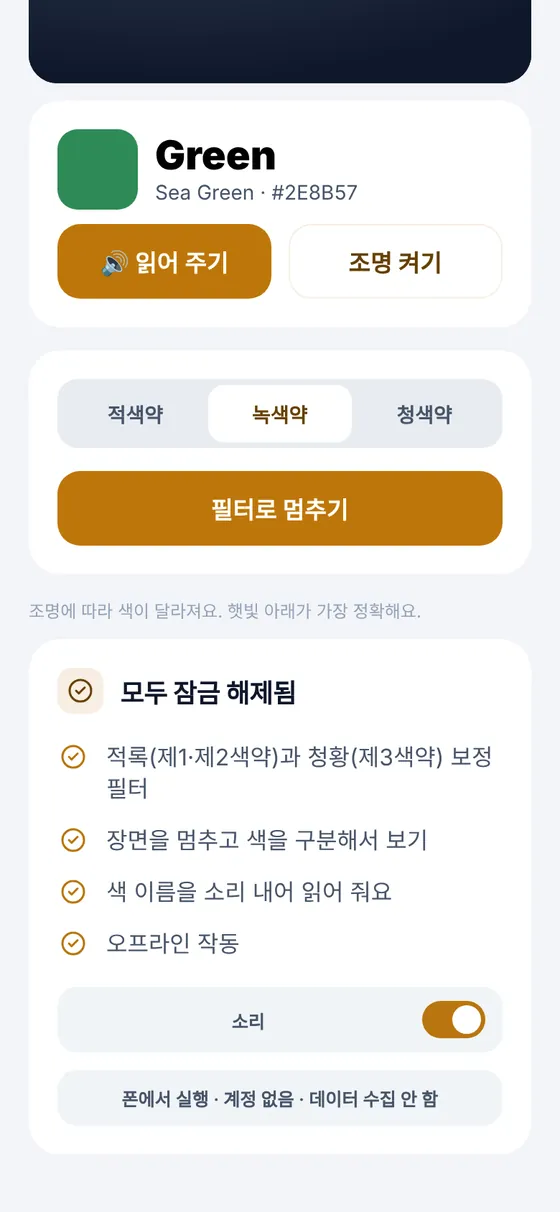 Green
Sea Green · #2E8B57
🔊 읽어 주기
조명 켜기
적색약
녹색약
청색약
필터로 멈추기
조명에 따라 색이 달라져요. 햇빛 아래가 가장 정확해요.
모두 잠금 해제됨
적록(제1·제2색약)과 청황(제3색약) 보정
필터
장면을 멈추고 색을 구분해서 보기
색 이름을 소리 내어 읽어 줘요
오프라인 작동
소리
폰에서 실행 · 계정 없음 · 데이터 수집 안 함